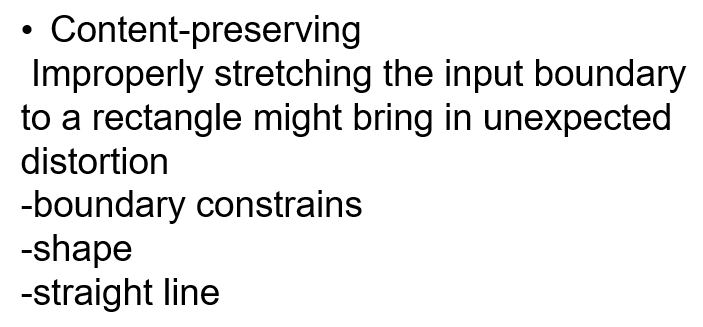 • Content-preserving
Improperly stretching the input boundary
to a rectangle might bring in unexpected
distortion
-boundary constrains
-shape
-straight line